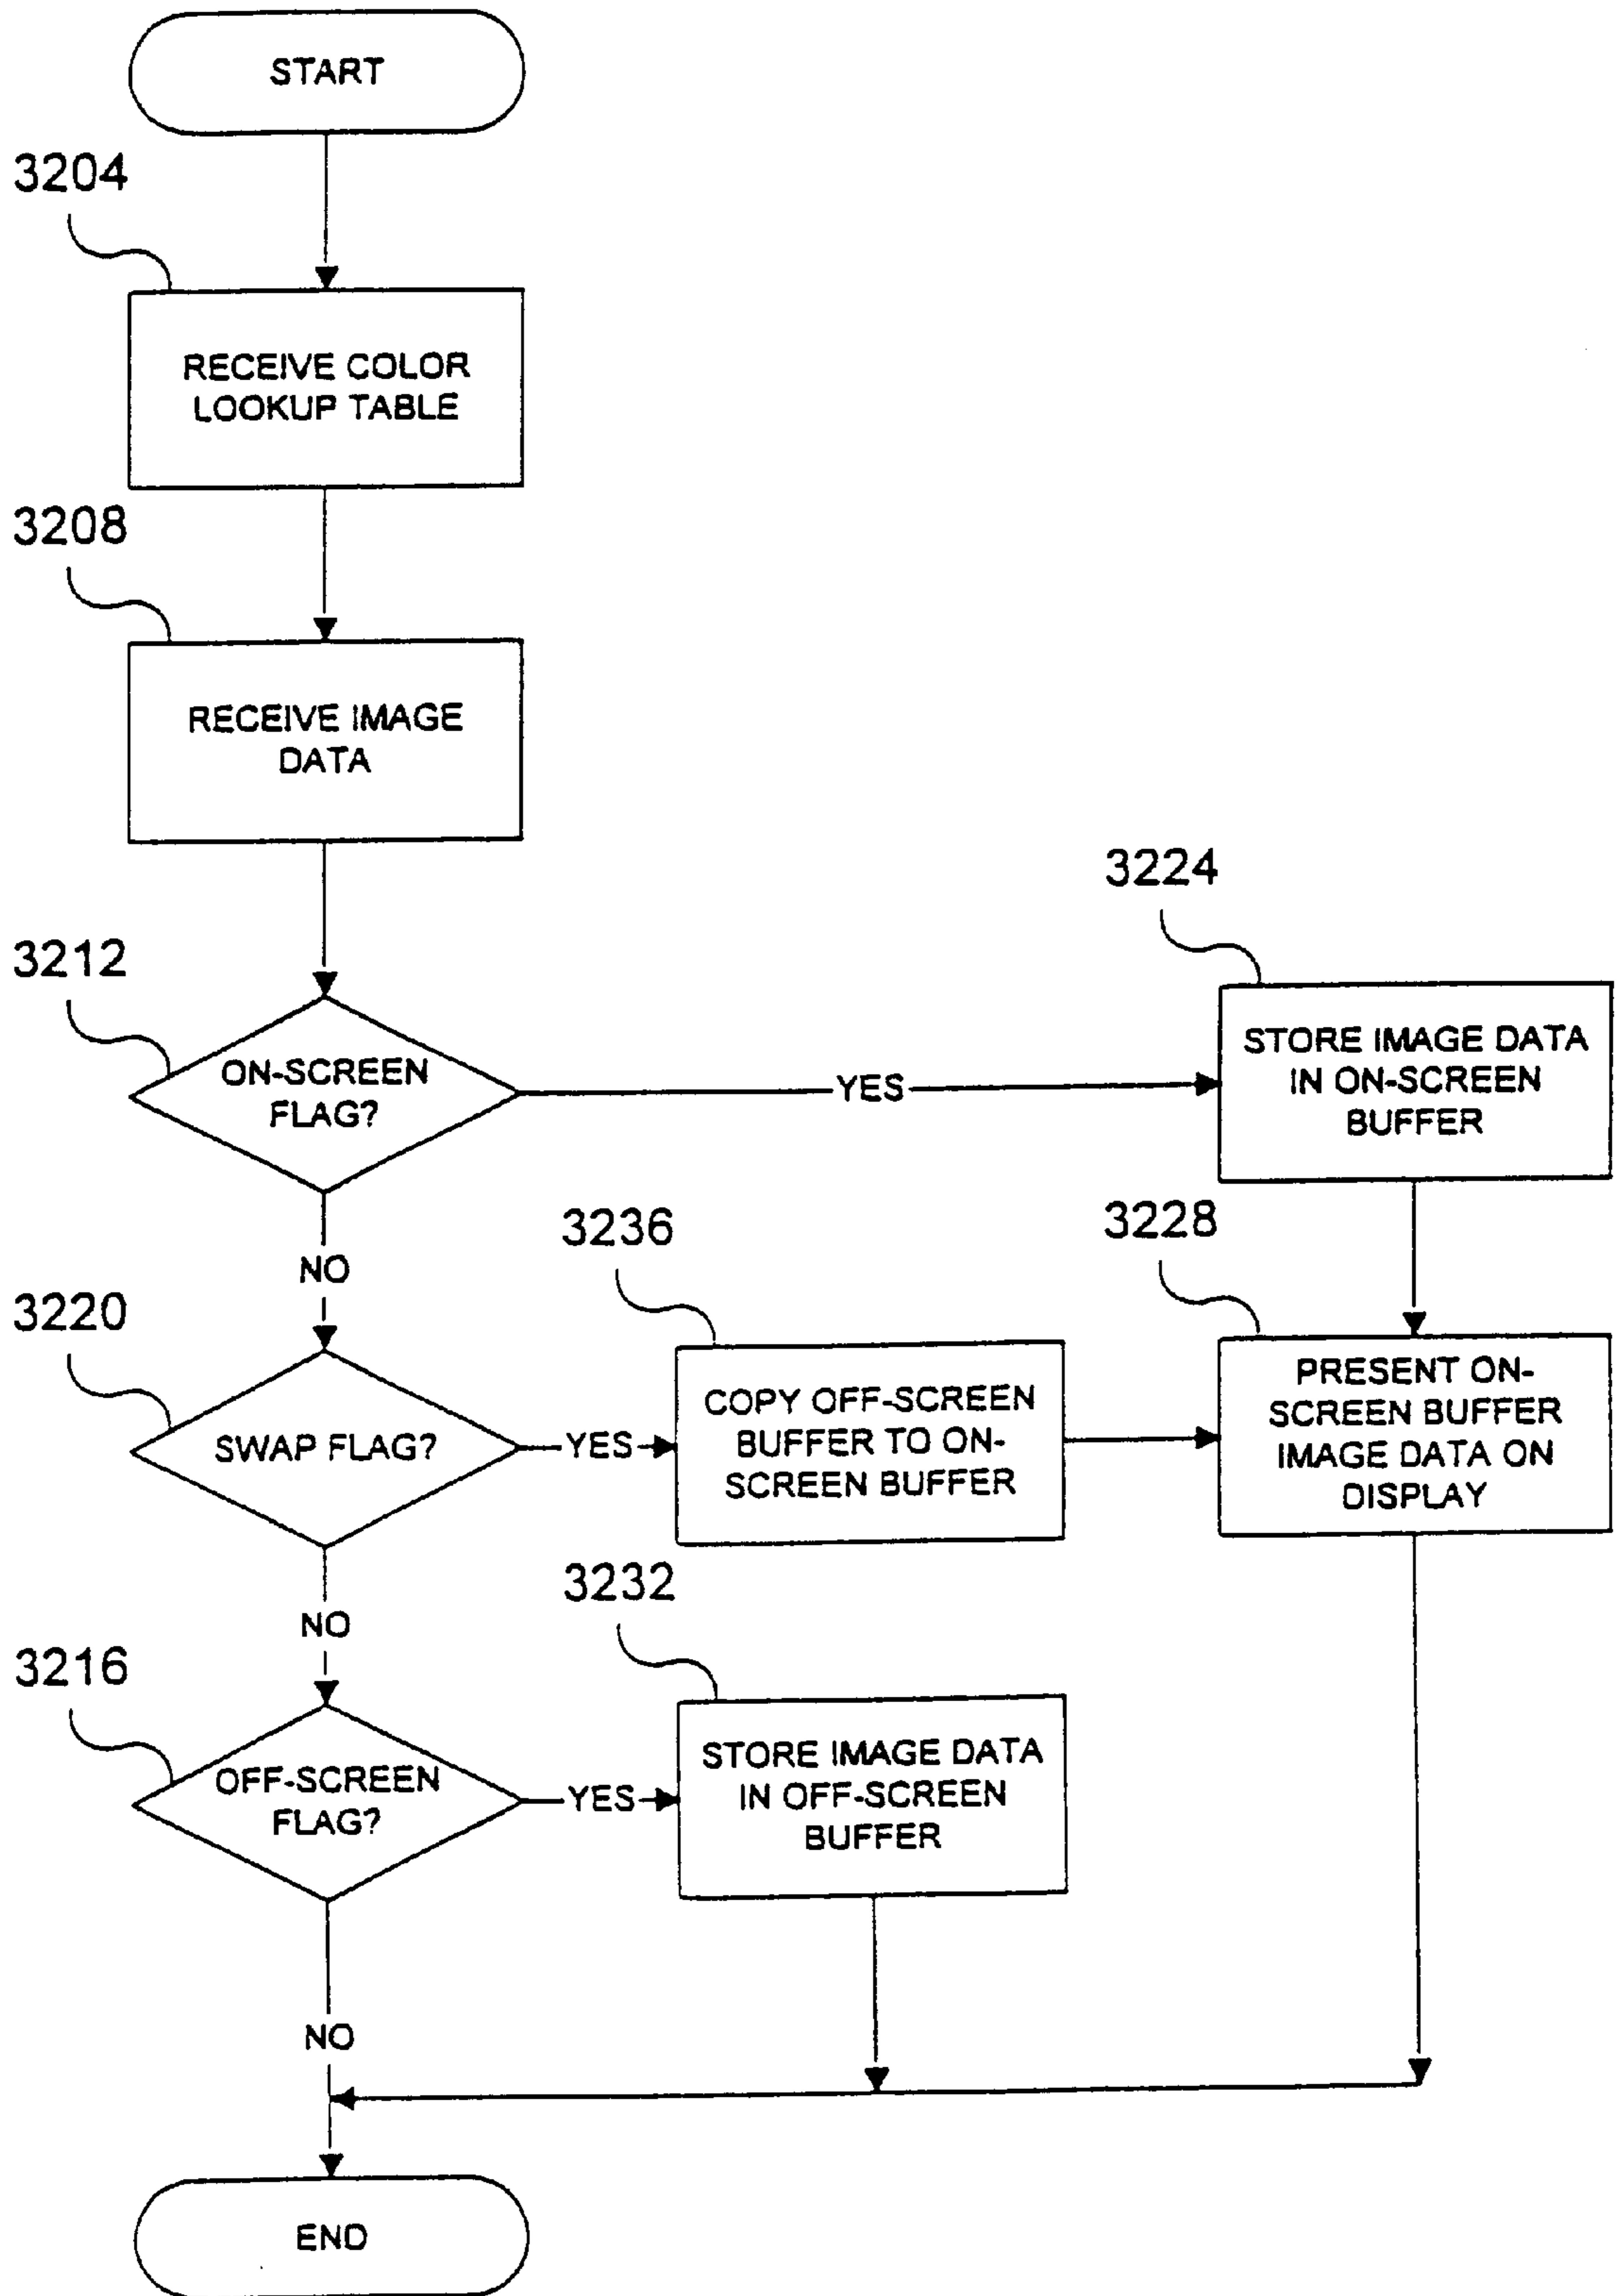 START
3204
RECEIVE COLOR
LOOKUP TABLE
3208
RECEIVE IMAGE
DATA
3212
ON-SCREEN
FLAG?
YES
3224
STORE IMAGE DATA
IN ON-SCREEN
BUFFER
NO
3220
SWAP FLAG?
YES
3236
COPY OFF-SCREEN
BUFFER TO ON-
SCREEN BUFFER
3228
PRESENT ON-
SCREEN BUFFER
IMAGE DATA ON
DISPLAY
NO
3216
OFF-SCREEN
FLAG?
YES
3232
STORE IMAGE DATA
IN OFF-SCREEN
BUFFER
NO
END